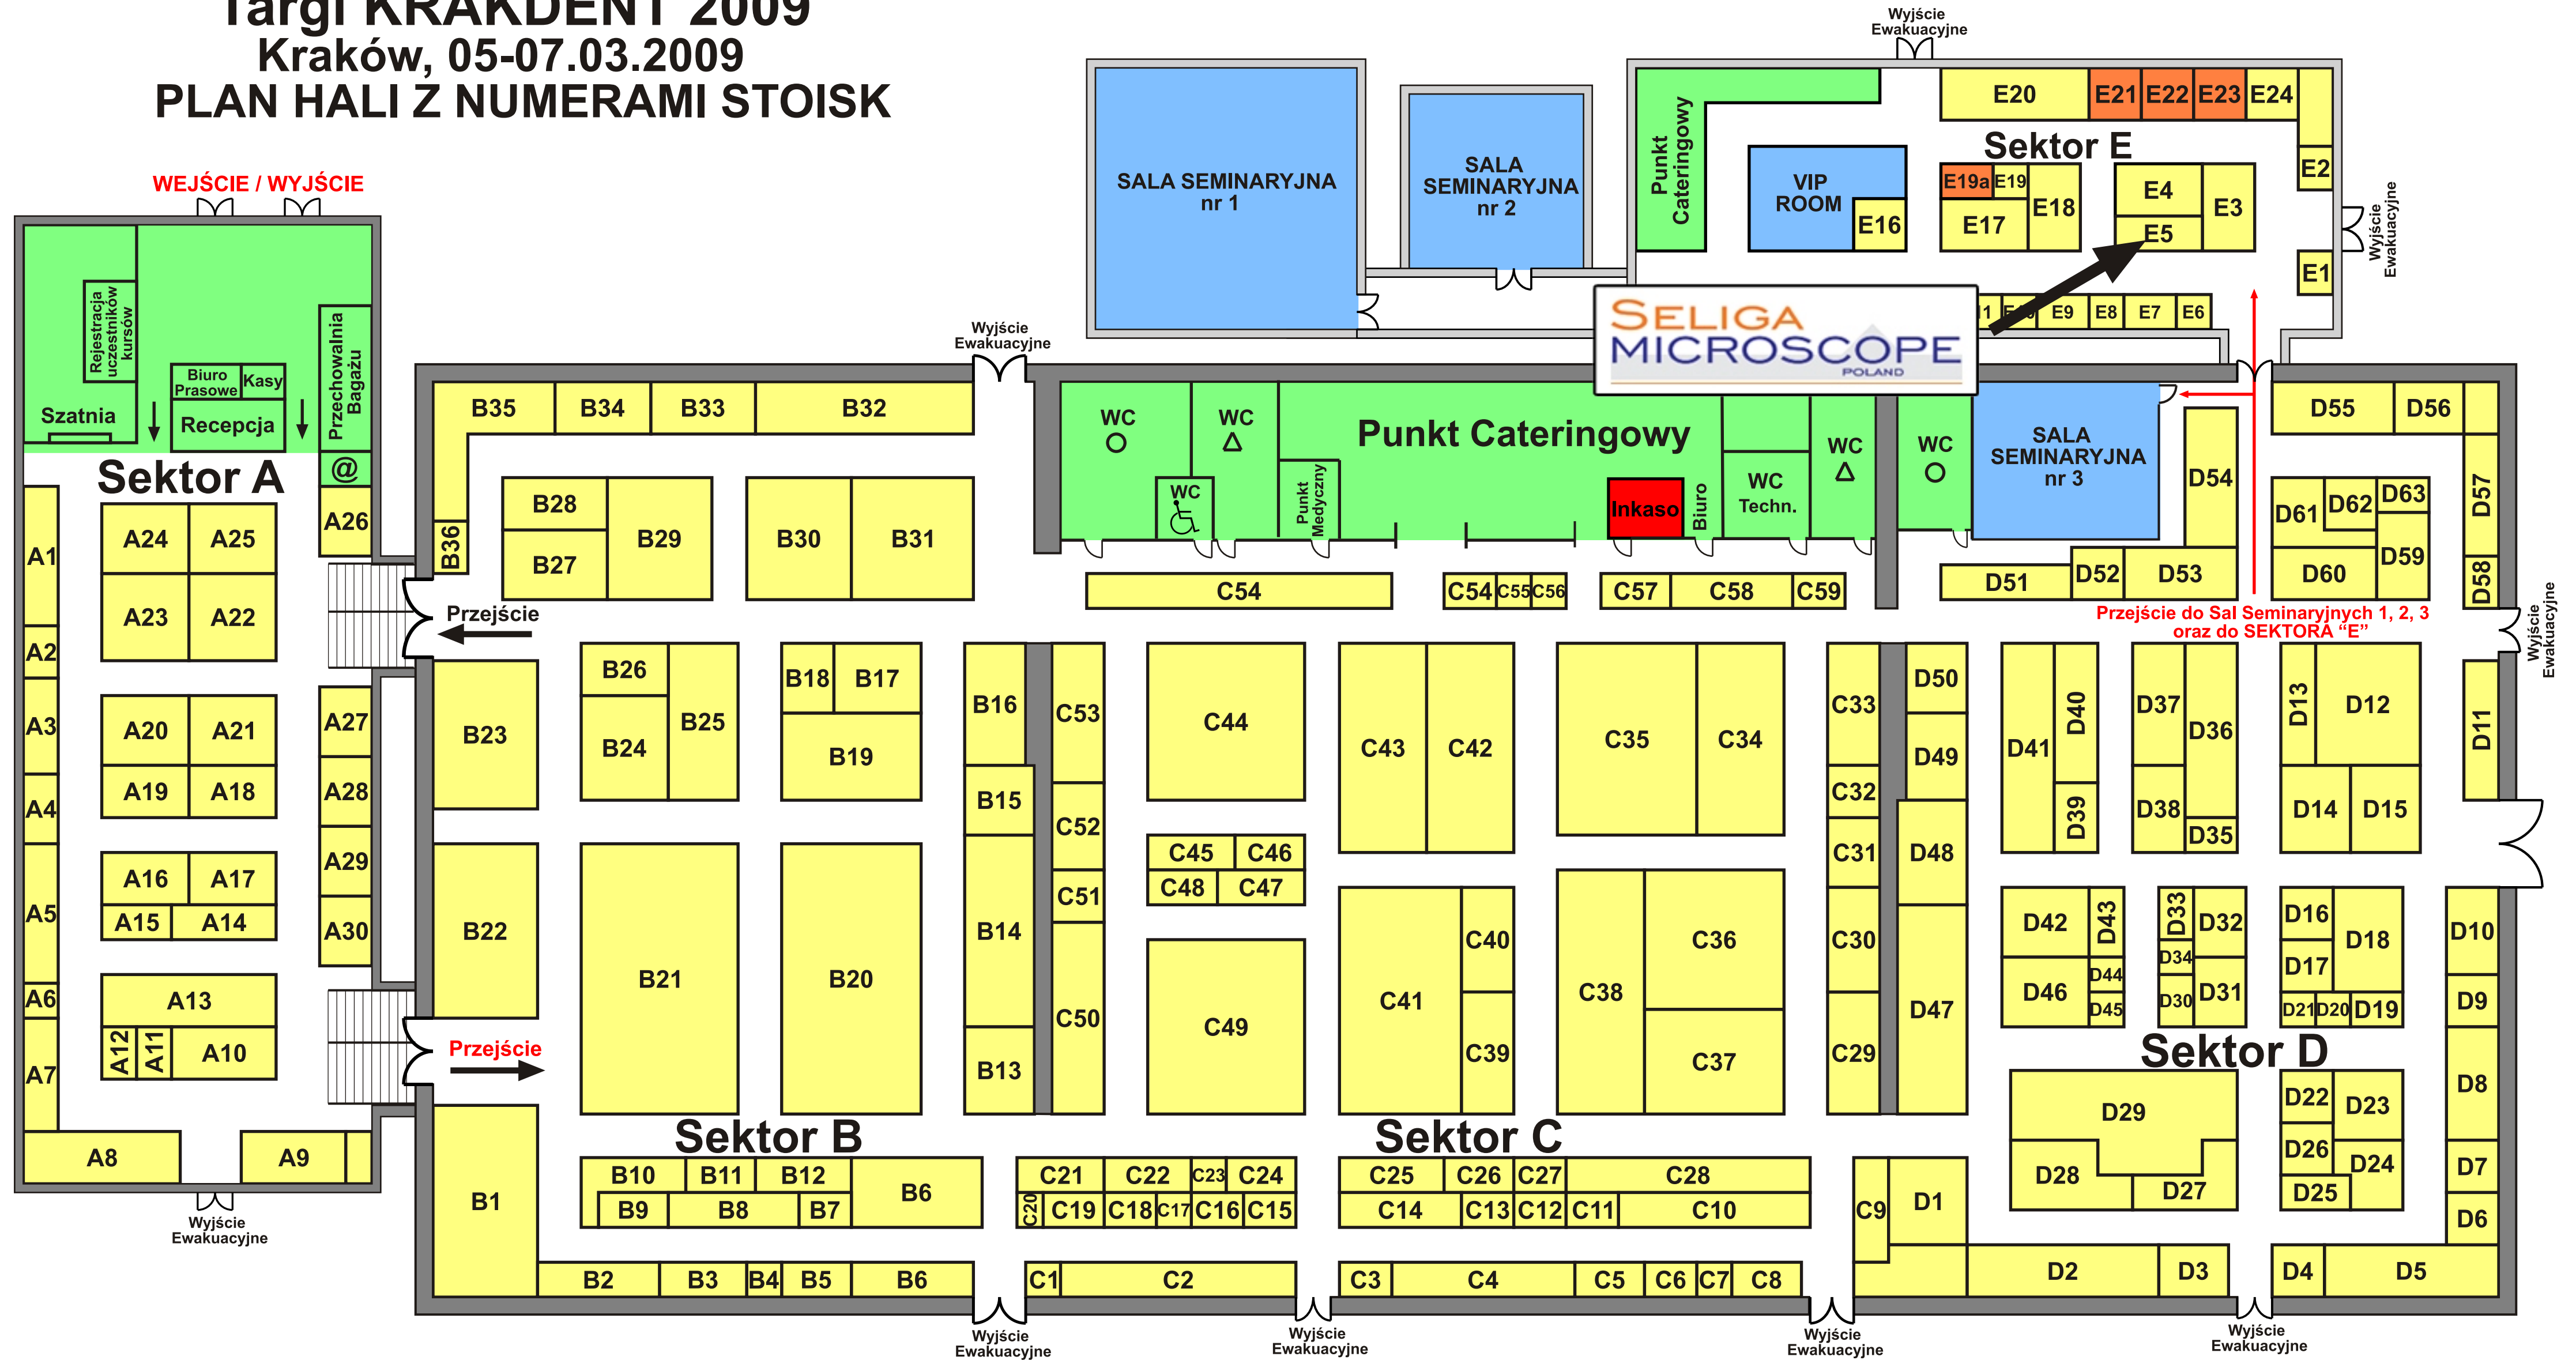 Targi KRAKDENT 2009
Kraków, 05-07.03.2009
PLAN HALI Z NUMERAMI STOISK
WEJŚCIE / WYJŚCIE
Rejestracja
uczestników
kursów
Szatnia
Biuro
Prasowe
Kasy
Recepcja
Przechowalnia
Bagażu
@
Sektor A
A26
A1
A24
A25
A23
A22
A2
A3
A20
A21
A27
A19
A18
A28
A4
A16
A17
A29
A5
A15
A14
A30
A6
A13
A12
A11
A10
A7
A8
A9
Wyjście
Ewakuacyjne
Przejście
Przejście
Wyjście
Ewakuacyjne
B35
B34
B33
B32
B36
B28
B27
B29
B30
B31
B23
B26
B24
B25
B18
B17
B19
B16
B15
B22
B21
B20
B14
B13
Sektor B
B1
B10
B11
B12
B6
B9
B8
B7
B2
B3
B4
B5
B6
Wyjście
Ewakuacyjne
SALA SEMINARYJNA
nr 1
SALA
SEMINARYJNA
nr 2
WC
WC
WC
Punkt
Medyczny
Punkt Cateringowy
Inkaso
Biuro
WC
Techn.
WC
WC
SALA
SEMINARYJNA
nr 3
C54
C54
C55
C56
C57
C58
C59
C53
C44
C43
C42
C35
C34
C33
C52
C32
C45
C46
C31
C51
C48
C47
C50
C49
C41
C40
C39
C38
C36
C37
C30
C29
Sektor C
C21
C22
C23
C24
C20
C19
C18
C17
C16
C15
C25
C26
C27
C28
C14
C13
C12
C11
C10
C9
C1
C2
C3
C4
C5
C6
C7
C8
Wyjście
Ewakuacyjne
Wyjście
Ewakuacyjne
Wyjście
Ewakuacyjne
Punkt
Cateringowy
VIP
ROOM
E16
E20
E21
E22
E23
E24
Sektor E
E2
E19a
E19
E18
E17
E4
E3
E5
E1
E9
E8
E7
E6
Wyjście
Ewakuacyjne
SELIGA
MICROSCOPE
POLAND
D55
D56
D54
D57
D61
D62
D63
D59
D60
D58
D51
D52
D53
Przejście do Sal Seminaryjnych 1, 2, 3
oraz do SEKTORA “E”
Wyjście
Ewakuacyjne
D50
D49
D41
D40
D39
D37
D36
D38
D35
D13
D12
D14
D15
D11
D48
D47
D42
D43
D46
D44
D45
D33
D32
D34
D30
D31
D16
D18
D17
D21
D20
D19
D10
D9
Sektor D
D8
D29
D28
D27
D22
D23
D26
D24
D25
D7
D6
D1
D2
D3
D4
D5
Wyjście
Ewakuacyjne